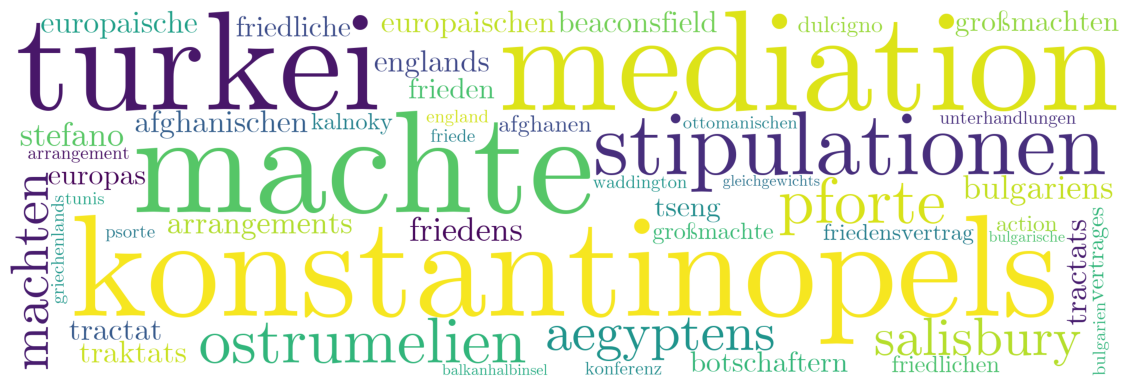 europaische friedliche europaischen beaconsfield dulcigno großmachten
turkei mediation
englands
frieden
stefano afghanischen kalnoky england afghanen ottomanischen unterhandlungen
friede
arrangement machte stipulationen
europas waddington gleichgewichts bulgariens
stunis tseng pforte
machten griechenlands psorte arrangements friedens großmachte friedensvertrag action
bulgarische
konstantinopels tractats vertrages bulgarien
tractat ostrumelien aegyptens salisbury
traktats botschaftern friedlichen
balkanhalbinsel konferenz